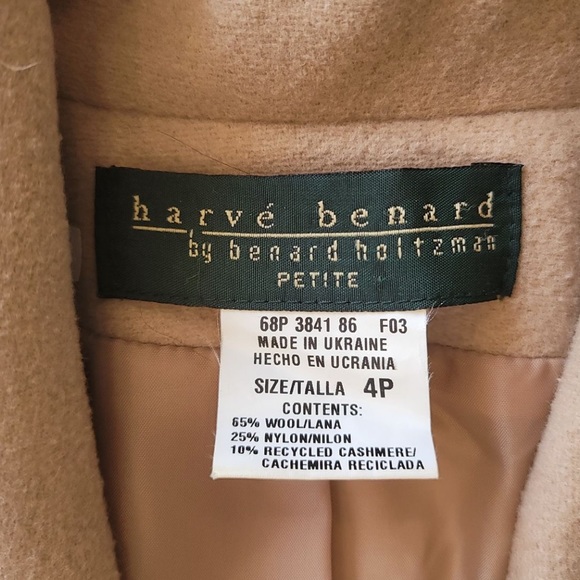 harvé benard
by benard holtzman
PETITE
68P 3841 86 F03
MADE IN UKRAINE
HECHO EN UCRANIA
SIZE/TALLA 4P
CONTENTS:
65% WOOL/LANA
25% NYLON/NILON
10% RECYCLED CASHMERE/
CACHEMIRA RECICLADA